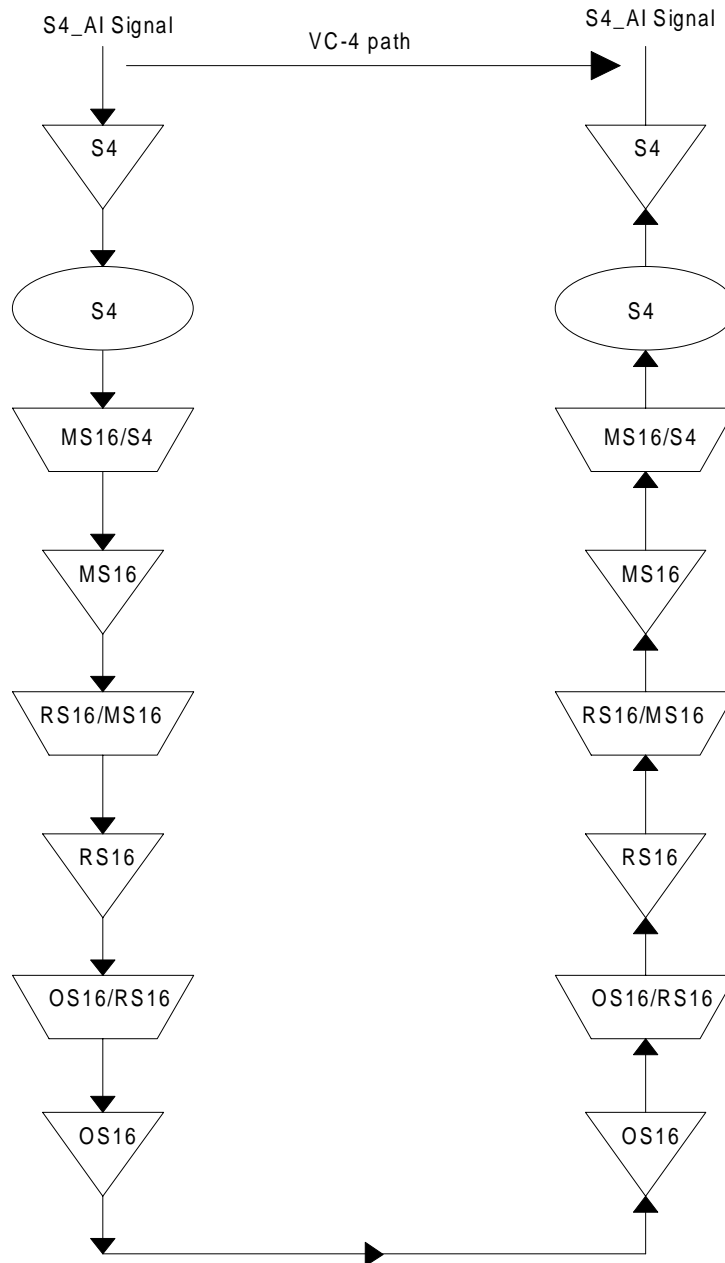 S4_AI Signal
VC-4 path
S4_AI Signal
S4
S4
S4
S4
MS16/S4
MS16/S4
MS16
MS16
RS16/MS16
RS16/MS16
RS16
RS16
OS16/RS16
OS16/RS16
OS16
OS16